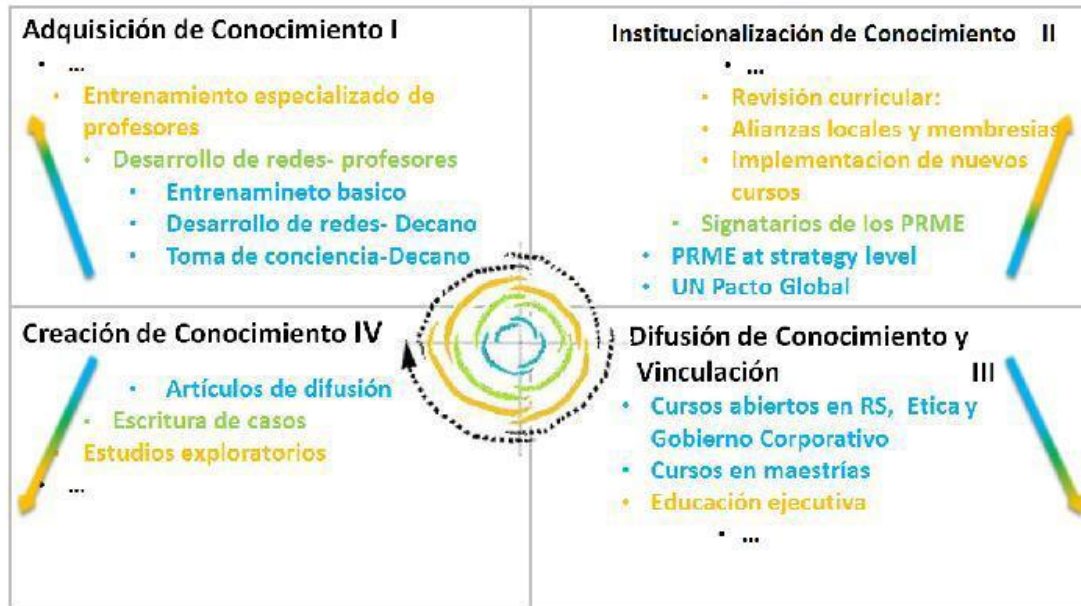 Adquisición de Conocimiento I
• ...
• Entrenamiento especializado de
profesores
• Desarrollo de redes- profesores
• Entrenamineto basico
• Desarrollo de redes- Decano
• Toma de conciencia-Decano
Institucionalización de Conocimiento II
• ...
• Revisión curricular:
• Alianzas locales y membresias
• Implementacion de nuevos
cursos
• Signatarios de los PRME
• PRME at strategy level
• UN Pacto Global
Creación de Conocimiento IV
• Artículos de difusión
• Escritura de casos
Estudios exploratorios
• ...
Difusión de Conocimiento y
Vinculación III
• Cursos abiertos en RS, Etica y
Gobierno Corporativo
• Cursos en maestrías
• Educación ejecutiva
• ...